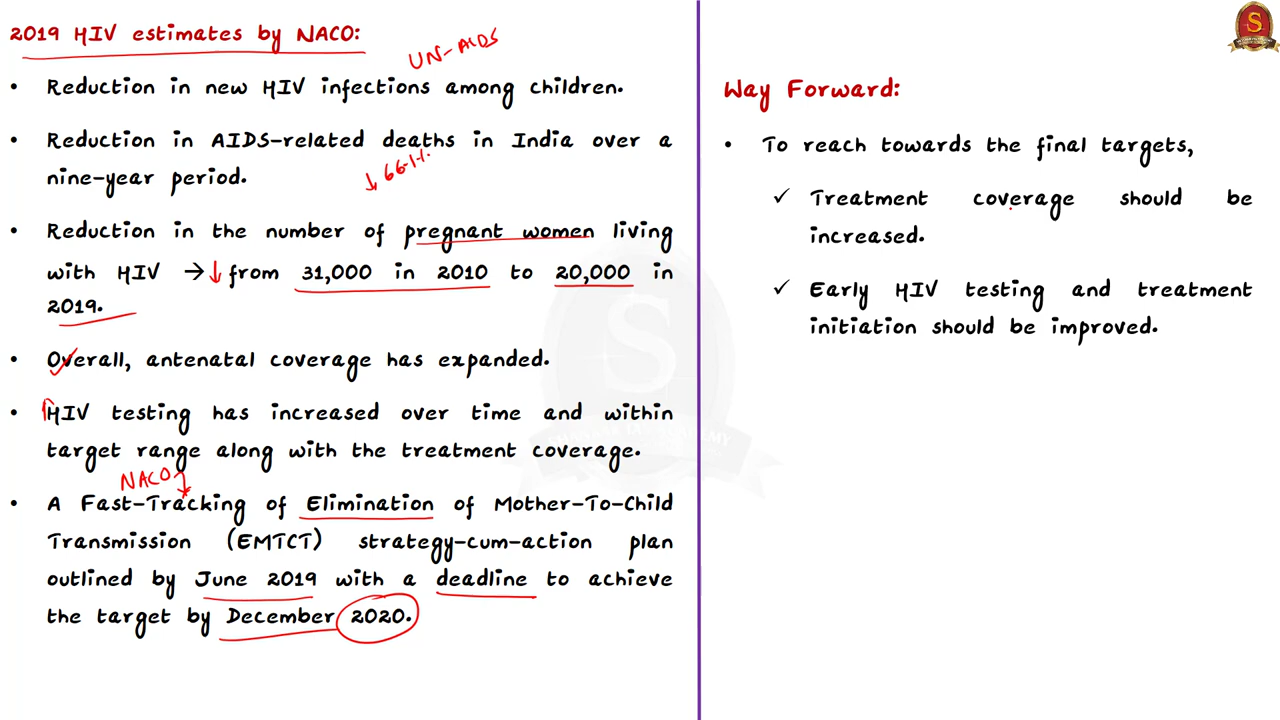 2019 HIV estimates by NACO:
UN-AIDS
• Reduction in new HIV infections among children.
• Reduction in AIDS-related deaths in India over a
nine-year period.
↓ 66.1%
• Reduction in the number of pregnant women living
with HIV → ↓ from 31,000 in 2010 to 20,000 in
2019.
• Overall, antenatal coverage has expanded.
• HIV testing has increased over time and within
target range along with the treatment coverage.
NACO
• A Fast-Tracking of Elimination of Mother-To-Child
Transmission (EMTCT) strategy-cum-action plan
outlined by June 2019 with a deadline to achieve
the target by December 2020.
Way Forward:
• To reach towards the final targets,
✓ Treatment coverage should be
increased.
✓ Early HIV testing and treatment
initiation should be improved.
S